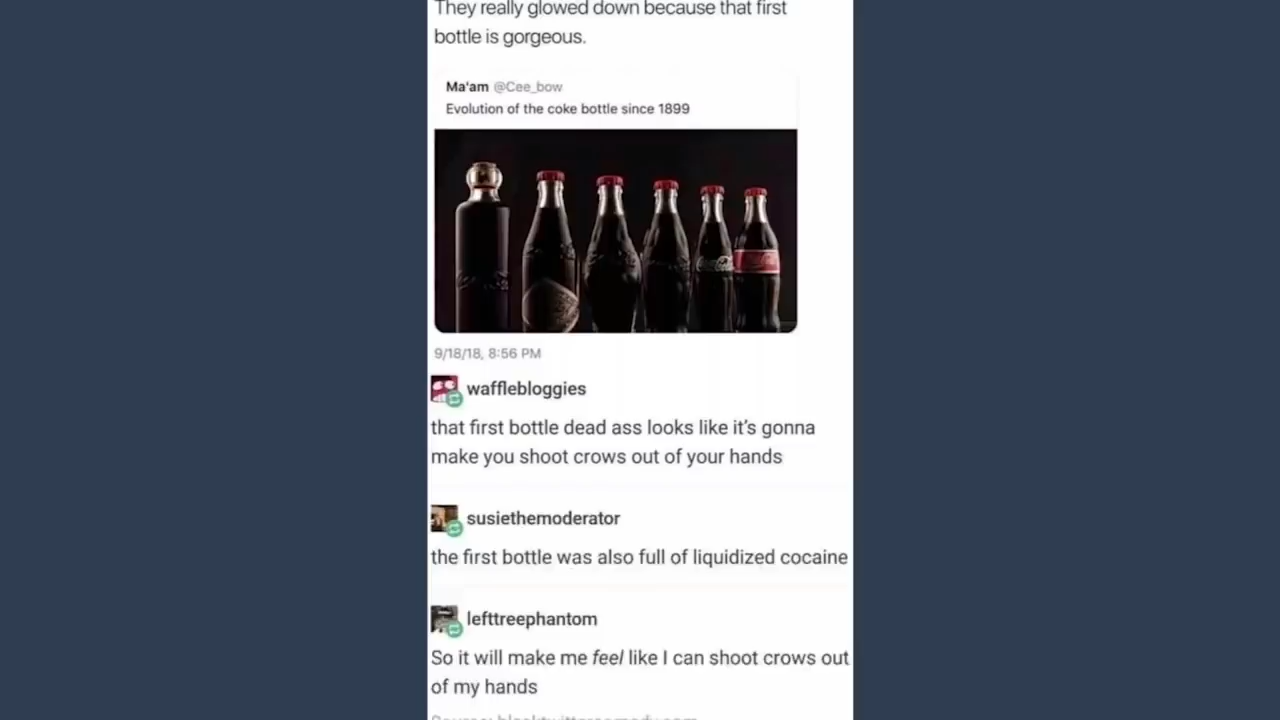 They really glowed down because that first
bottle is gorgeous.
Ma'am @Cee_bow
Evolution of the coke bottle since 1899
9/18/18, 8:56 PM
wafflebloggies
that first bottle dead ass looks like it's gonna
make you shoot crows out of your hands
susiethemoderator
the first bottle was also full of liquidized cocaine
lefttreephantom
So it will make me feel like I can shoot crows out
of my hands